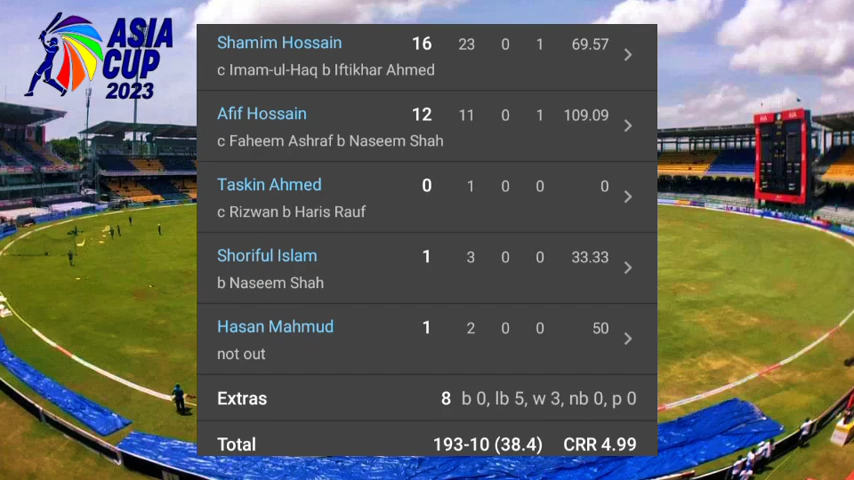 ASIA
CUP
2023
Shamim Hossain 16 23 0 1 69.57
c Imam-ul-Haq b Iftikhar Ahmed
Afif Hossain 12 11 0 1 109.09
c Faheem Ashraf b Naseem Shah
Taskin Ahmed 0 1 0 0 0
c Rizwan b Haris Rauf
Shoriful Islam 1 3 0 0 33.33
b Naseem Shah
Hasan Mahmud 1 2 0 0 50
not out
Extras 8 b 0, lb 5, w 3, nb 0, p 0
Total 193-10 (38.4) CRR 4.99